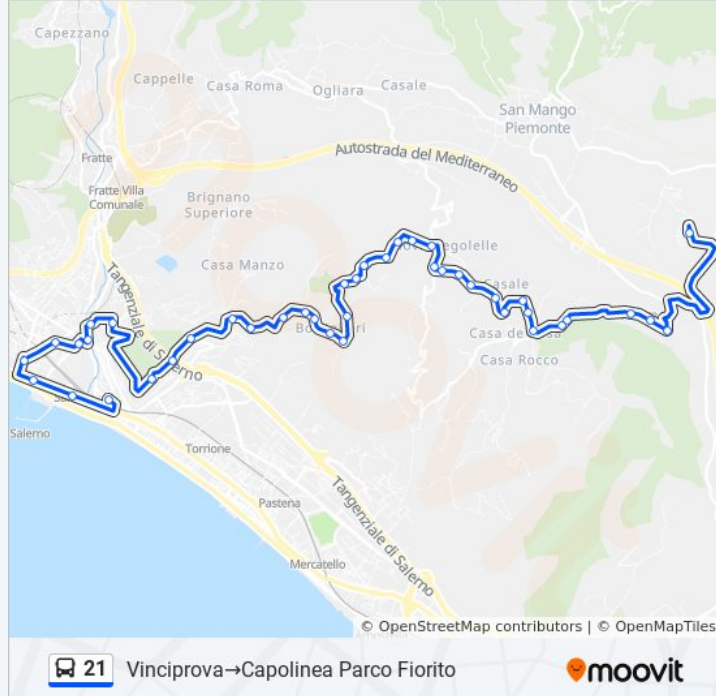 Capezzano
Cappelle
Casa Roma
Ogliara
Casale
San Mango
Piemonte
Autostrada del Mediterraneo
Fratte
Fratte Villa
Comunale
Brignano
Superiore
Casa Manzo
Tangenziale di Salerno
Casale
Casa Rocco
Salerno
Torrione
Pastena
Mercatello
Tangenziale di Salerno
© OpenStreetMap contributors | © OpenMapTiles
21 Vinciprova→Capolinea Parco Fiorito
moovit